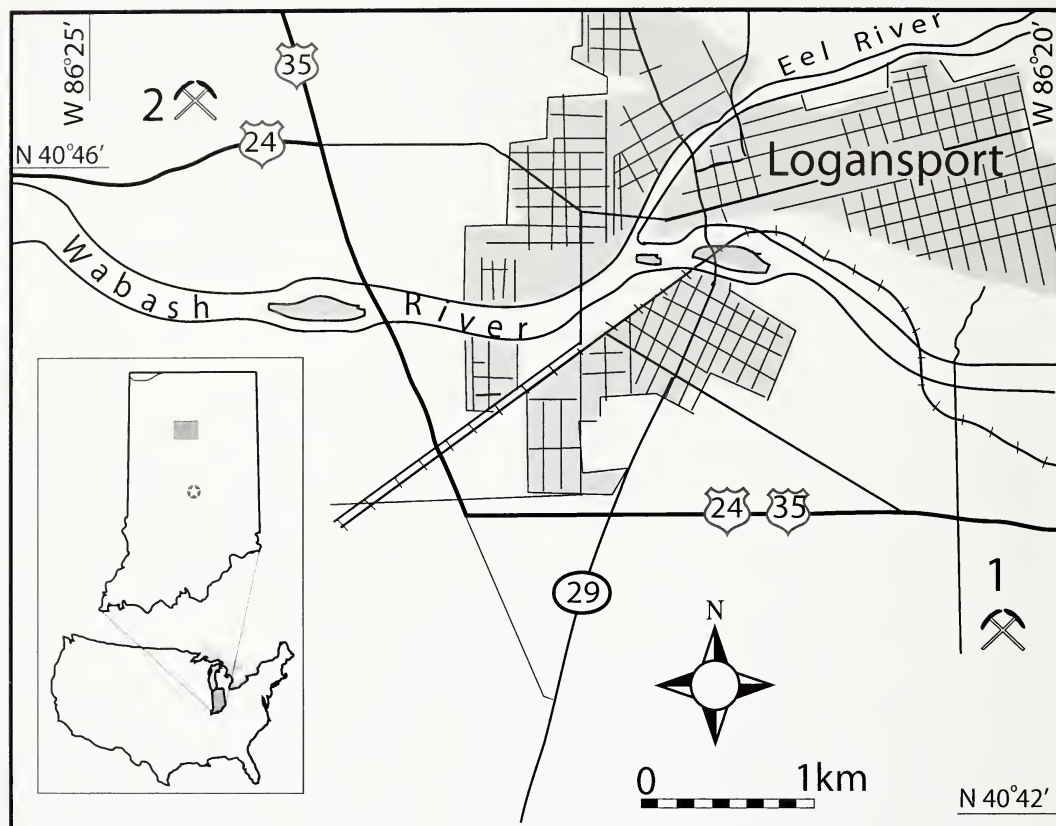 W 86°25′
35
2
24
N 40°46′
Eel River
W 86°20′
Logansport
Wabash River
24 35
29
1
N
0 1km
N 40°42′